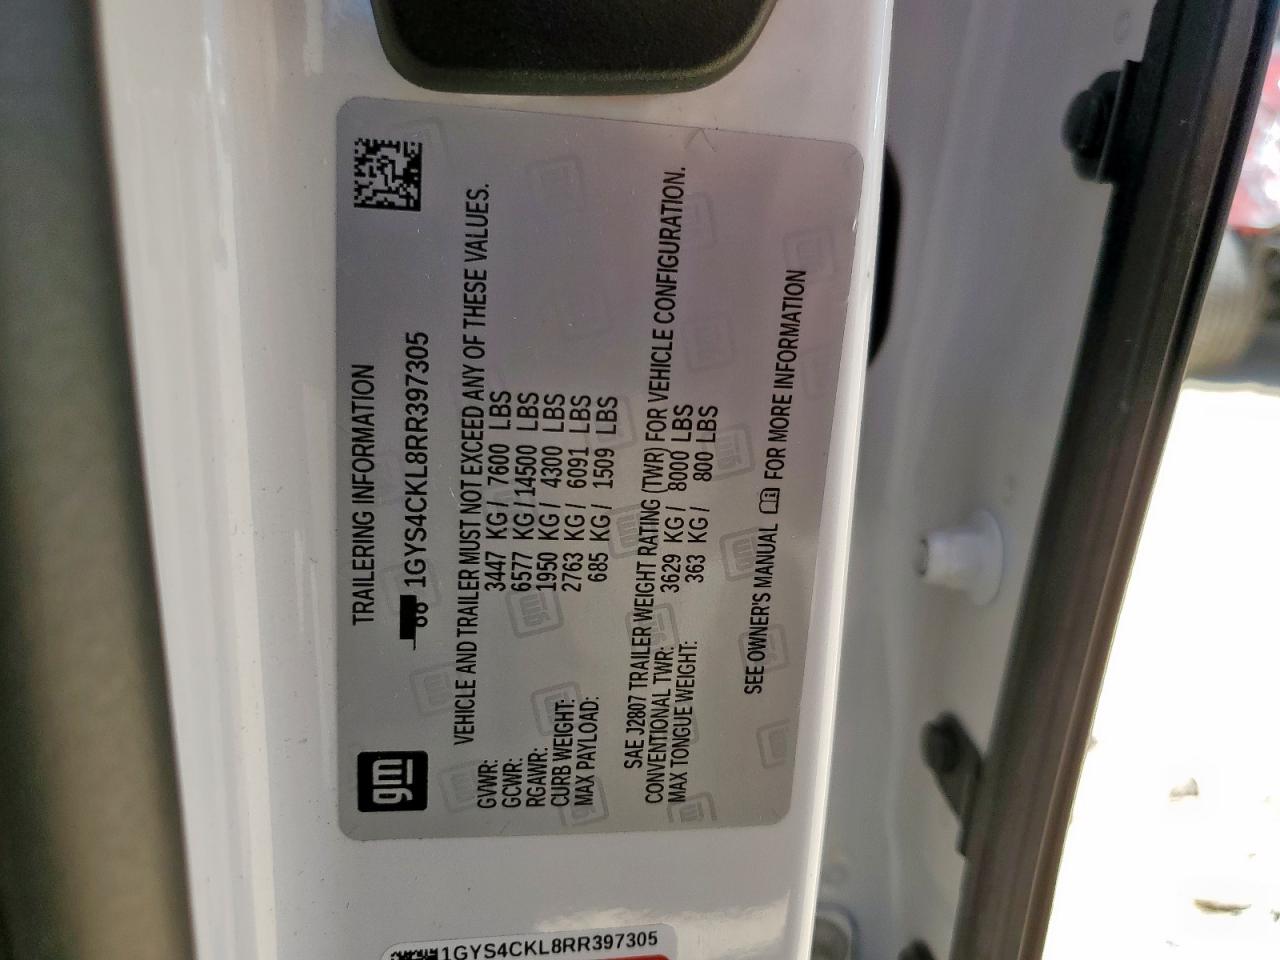 gm
TRAILERING INFORMATION
1GYS4CKL8RR397305
VEHICLE AND TRAILER MUST NOT EXCEED ANY OF THESE VALUES.
GVWR: 3447 KG / 7600 LBS
GCWR: 6577 KG /14500 LBS
RGAWR: 1950 KG / 4300 LBS
CURB WEIGHT: 2763 KG / 6091 LBS
MAX PAYLOAD: 685 KG / 1509 LBS
SAE J2807 TRAILER WEIGHT RATING (TWR) FOR VEHICLE CONFIGURATION.
CONVENTIONAL TWR: 3629 KG / 8000 LBS
MAX TONGUE WEIGHT: 363 KG / 800 LBS
SEE OWNER'S MANUAL FOR MORE INFORMATION
1GYS4CKL8RR397305